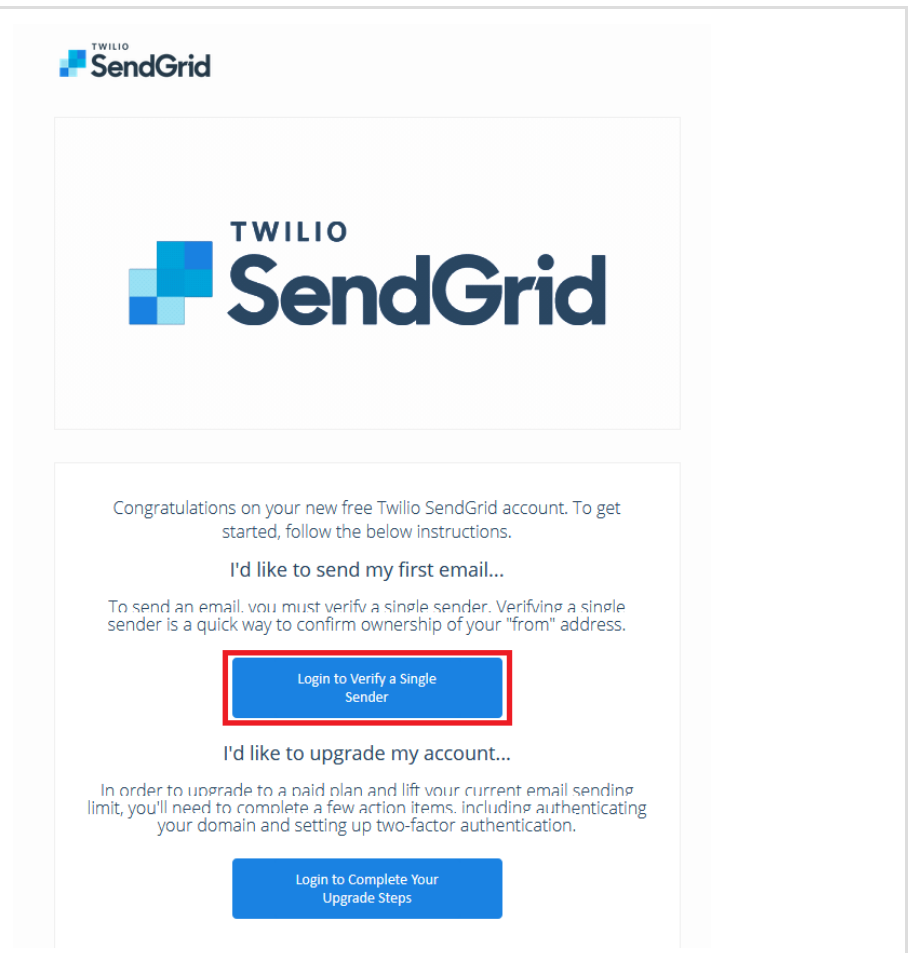 TWILIO
SendGrid
TWILIO
SendGrid
Congratulations on your new free Twilio SendGrid account. To get
started, follow the below instructions.
I'd like to send my first email...
To send an email, you must verify a single sender. Verifying a single
sender is a quick way to confirm ownership of your "from" address.
Login to Verify a Single
Sender
I'd like to upgrade my account...
In order to upgrade to a paid plan and lift your current email sending
limit, you'll need to complete a few action items, including authenticating
your domain and setting up two-factor authentication.
Login to Complete Your
Upgrade Steps